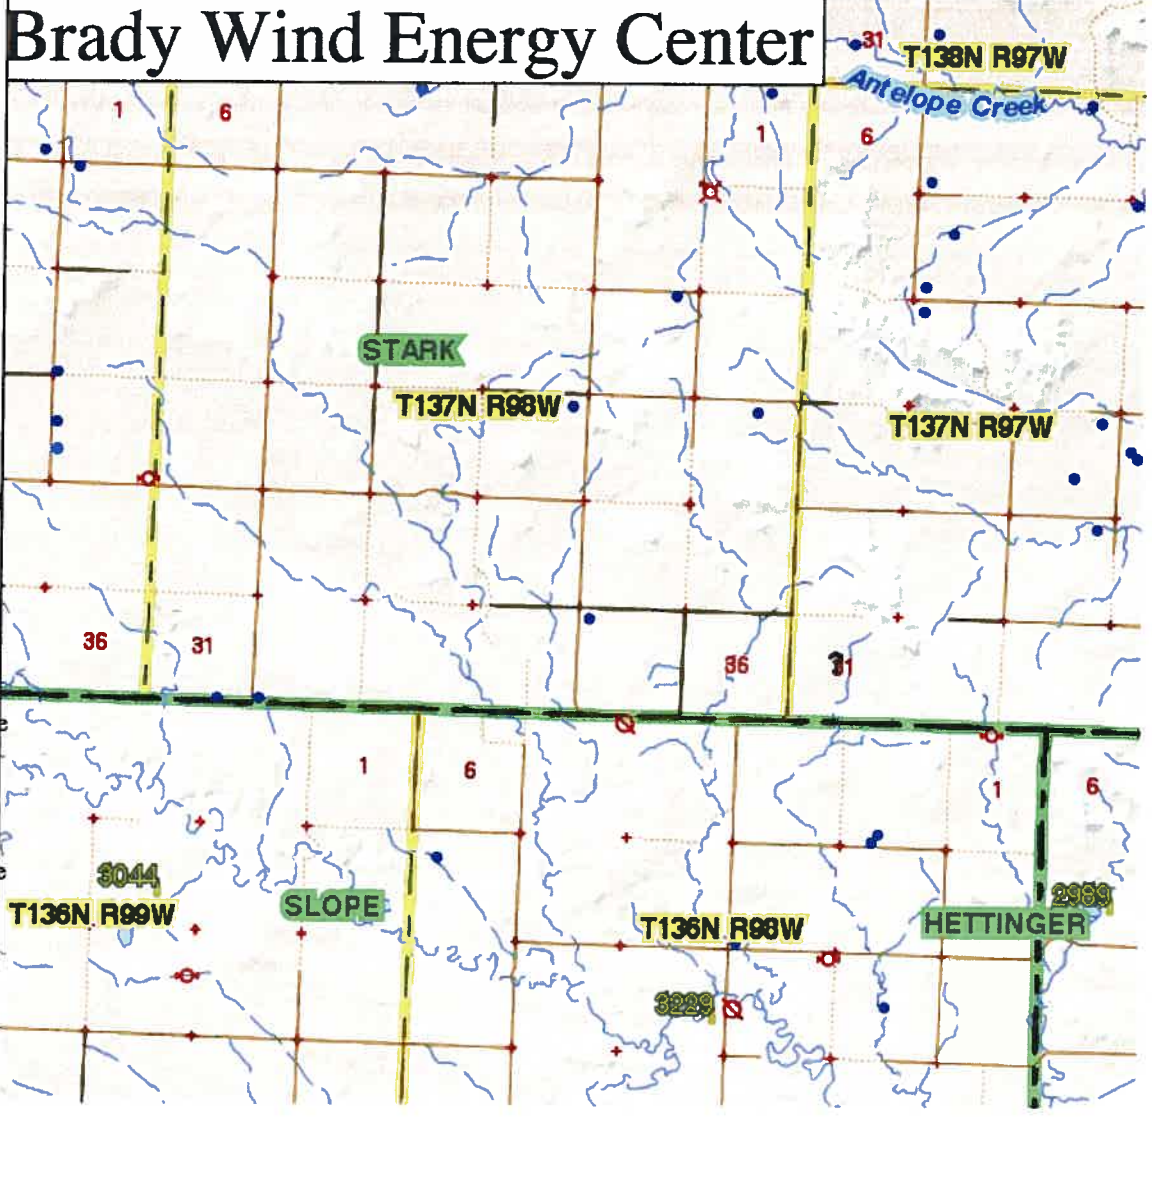 Brady Wind Energy Center
31
T138N R97W
Antelope Creek
1
6
1
6
STARK
T137N R98W
T137N R97W
36
31
36
31
1
6
1
6
3044
2989
T136N R99W
SLOPE
T136N R98W
HETTINGER
3229